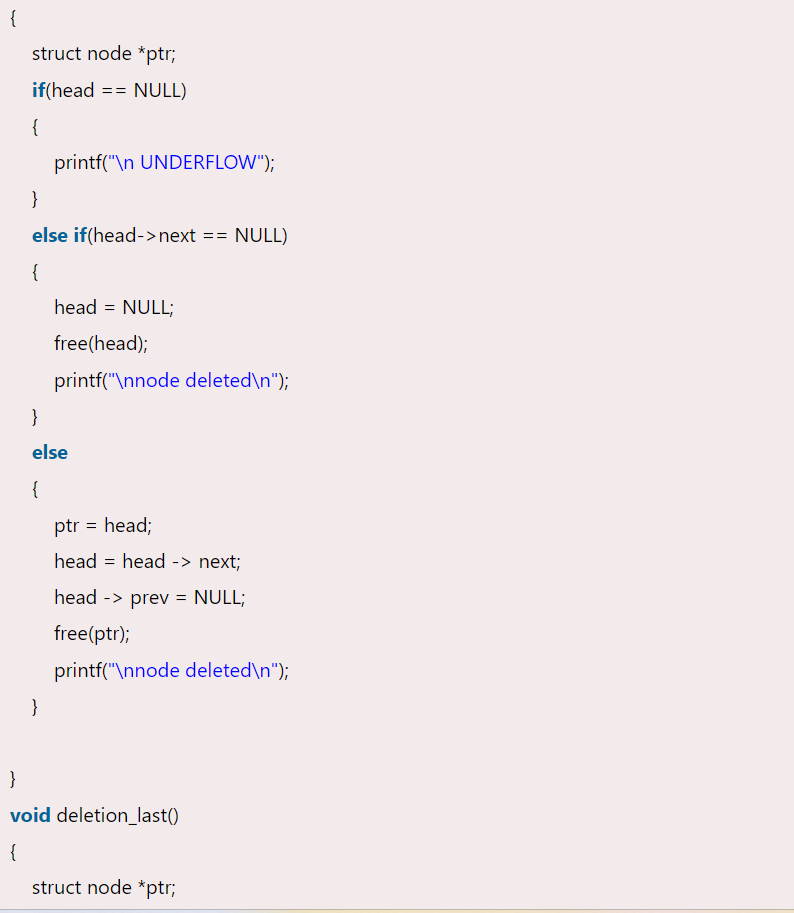 {
struct node *ptr;
if(head == NULL)
{
printf("\n UNDERFLOW");
}
else if(head->next == NULL)
{
head = NULL;
free(head);
printf("\nnode deleted\n");
}
else
{
ptr = head;
head = head -> next;
head -> prev = NULL;
free(ptr);
printf("\nnode deleted\n");
}
}
void deletion_last()
{
struct node *ptr;